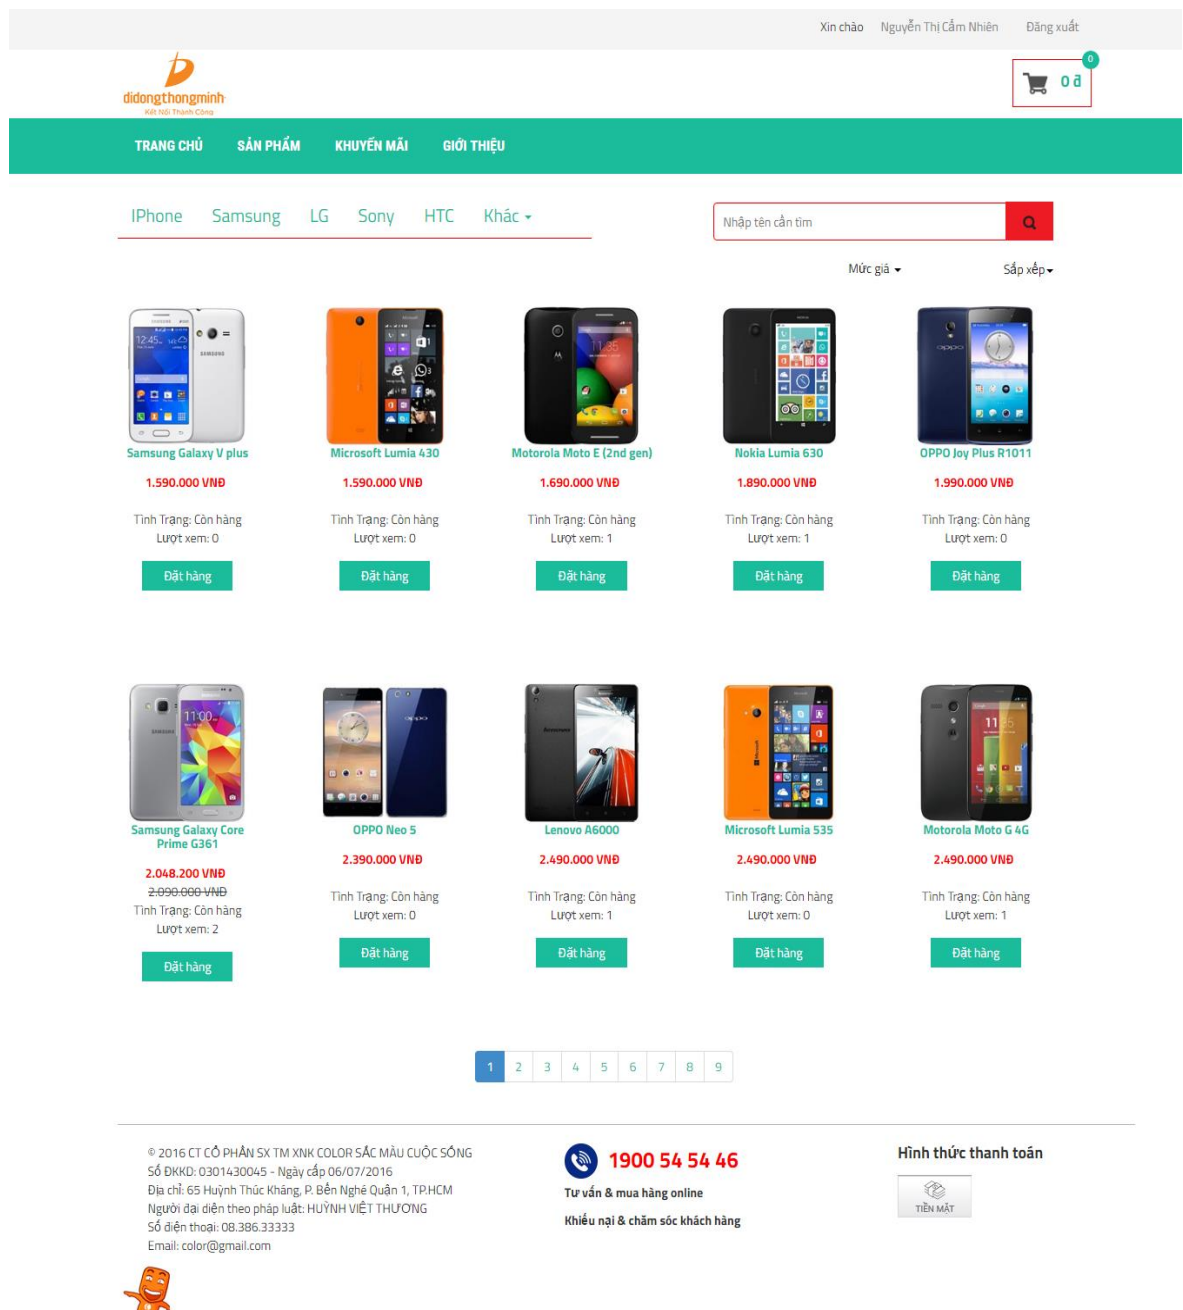 Xin chào Nguyễn Thị Cẩm Nhiên Đăng xuất
didongthongminh
Kết Nối Thành Công
0
0 đ
TRANG CHỦ SẢN PHẨM KHUYẾN MÃI GIỚI THIỆU
IPhone Samsung LG Sony HTC Khác
Nhập tên cần tìm
Mức giá Sắp xếp
Samsung Galaxy V plus Microsoft Lumia 430 Motorola Moto E (2nd gen) Nokia Lumia 630 OPPO Joy Plus R1011
1.590.000 VNĐ 1.590.000 VNĐ 1.690.000 VNĐ 1.890.000 VNĐ 1.990.000 VNĐ
Tình Trạng: Còn hàng Tình Trạng: Còn hàng Tình Trạng: Còn hàng Tình Trạng: Còn hàng Tình Trạng: Còn hàng
Lượt xem: 0 Lượt xem: 0 Lượt xem: 1 Lượt xem: 1 Lượt xem: 0
Đặt hàng Đặt hàng Đặt hàng Đặt hàng Đặt hàng
Samsung Galaxy Core OPPO Neo 5 Lenovo A6000 Microsoft Lumia 535 Motorola Moto G 4G
Prime G361
2.390.000 VNĐ 2.490.000 VNĐ 2.490.000 VNĐ 2.490.000 VNĐ
2.048.200 VNĐ
2.090.000 VNĐ
Tình Trạng: Còn hàng Tình Trạng: Còn hàng Tình Trạng: Còn hàng Tình Trạng: Còn hàng
Tình Trạng: Còn hàng
Lượt xem: 0 Lượt xem: 1 Lượt xem: 0 Lượt xem: 1
Lượt xem: 2
Đặt hàng Đặt hàng Đặt hàng Đặt hàng
Đặt hàng
1 2 3 4 5 6 7 8 9
© 2016 CT CỔ PHẦN SX TM XNK COLOR SẮC MÀU CUỘC SỐNG
Số ĐKKD: 0301430045 - Ngày cấp 06/07/2016
Địa chỉ: 65 Huỳnh Thúc Kháng, P. Bến Nghé Quận 1, TP.HCM
Người đại diện theo pháp luật: HUỲNH VIỆT THƯƠNG
Số điện thoại: 08.386.33333
Email: color@gmail.com
1900 54 54 46
Tư vấn & mua hàng online
Khiếu nại & chăm sóc khách hàng
Hình thức thanh toán
TIỀN MẶT